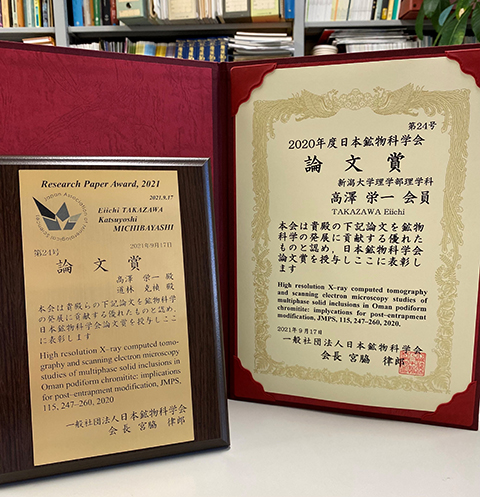 Research Paper Award, 2021
2021.9.17
Eiichi TAKAZAWA
Katsuyoshi
MICHIBAYASHI
2021年9月17日
第24号
論文賞
高澤 栄一 殿
道林 克禎 殿
本会は貴殿らの下記論文を鉱物科学
の発展に貢献する優れたものと認め、
日本鉱物科学会論文賞を授与しここ
に表彰します
High resolution X-ray computed tomo-
graphy and scanning electron microscopy
studies of multiphase solid inclusions in
Oman podiform chromitite: implications
for post-entrapment modification, JMPS,
115, 247-260, 2020.
一般社団法人日本鉱物科学会
会長 宮脇 律郎
第24号
2020年度日本鉱物科学会
論文賞
新潟大学理学部理学科
高澤 栄一 会員
TAKAZAWA Eiichi
本会は貴殿の下記論文を鉱物
科学の発展に貢献する優れた
ものと認め、日本鉱物科学会
論文賞を授与しここに表彰し
ます
High resolution X-ray computed tomography
and scanning electron microscopy studies of
multiphase solid inclusions in Oman podiform
chromitite: implications for post-entrapment
modification, JMPS, 115, 247-260, 2020.
2021年9月17日
一般社団法人日本鉱物科学会
会長 宮脇 律郎